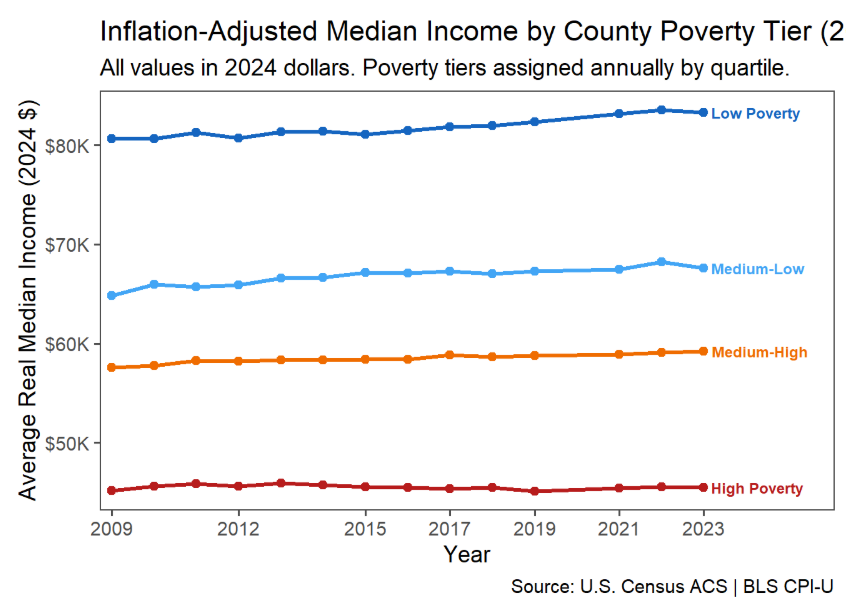 Inflation-Adjusted Median Income by County Poverty Tier (2
All values in 2024 dollars. Poverty tiers assigned annually by quartile.
Average Real Median Income (2024 $)
$80K
$70K
$60K
$50K
Low Poverty
Medium-Low
Medium-High
High Poverty
2009 2012 2015 2017 2019 2021 2023
Year
Source: U.S. Census ACS | BLS CPI-U